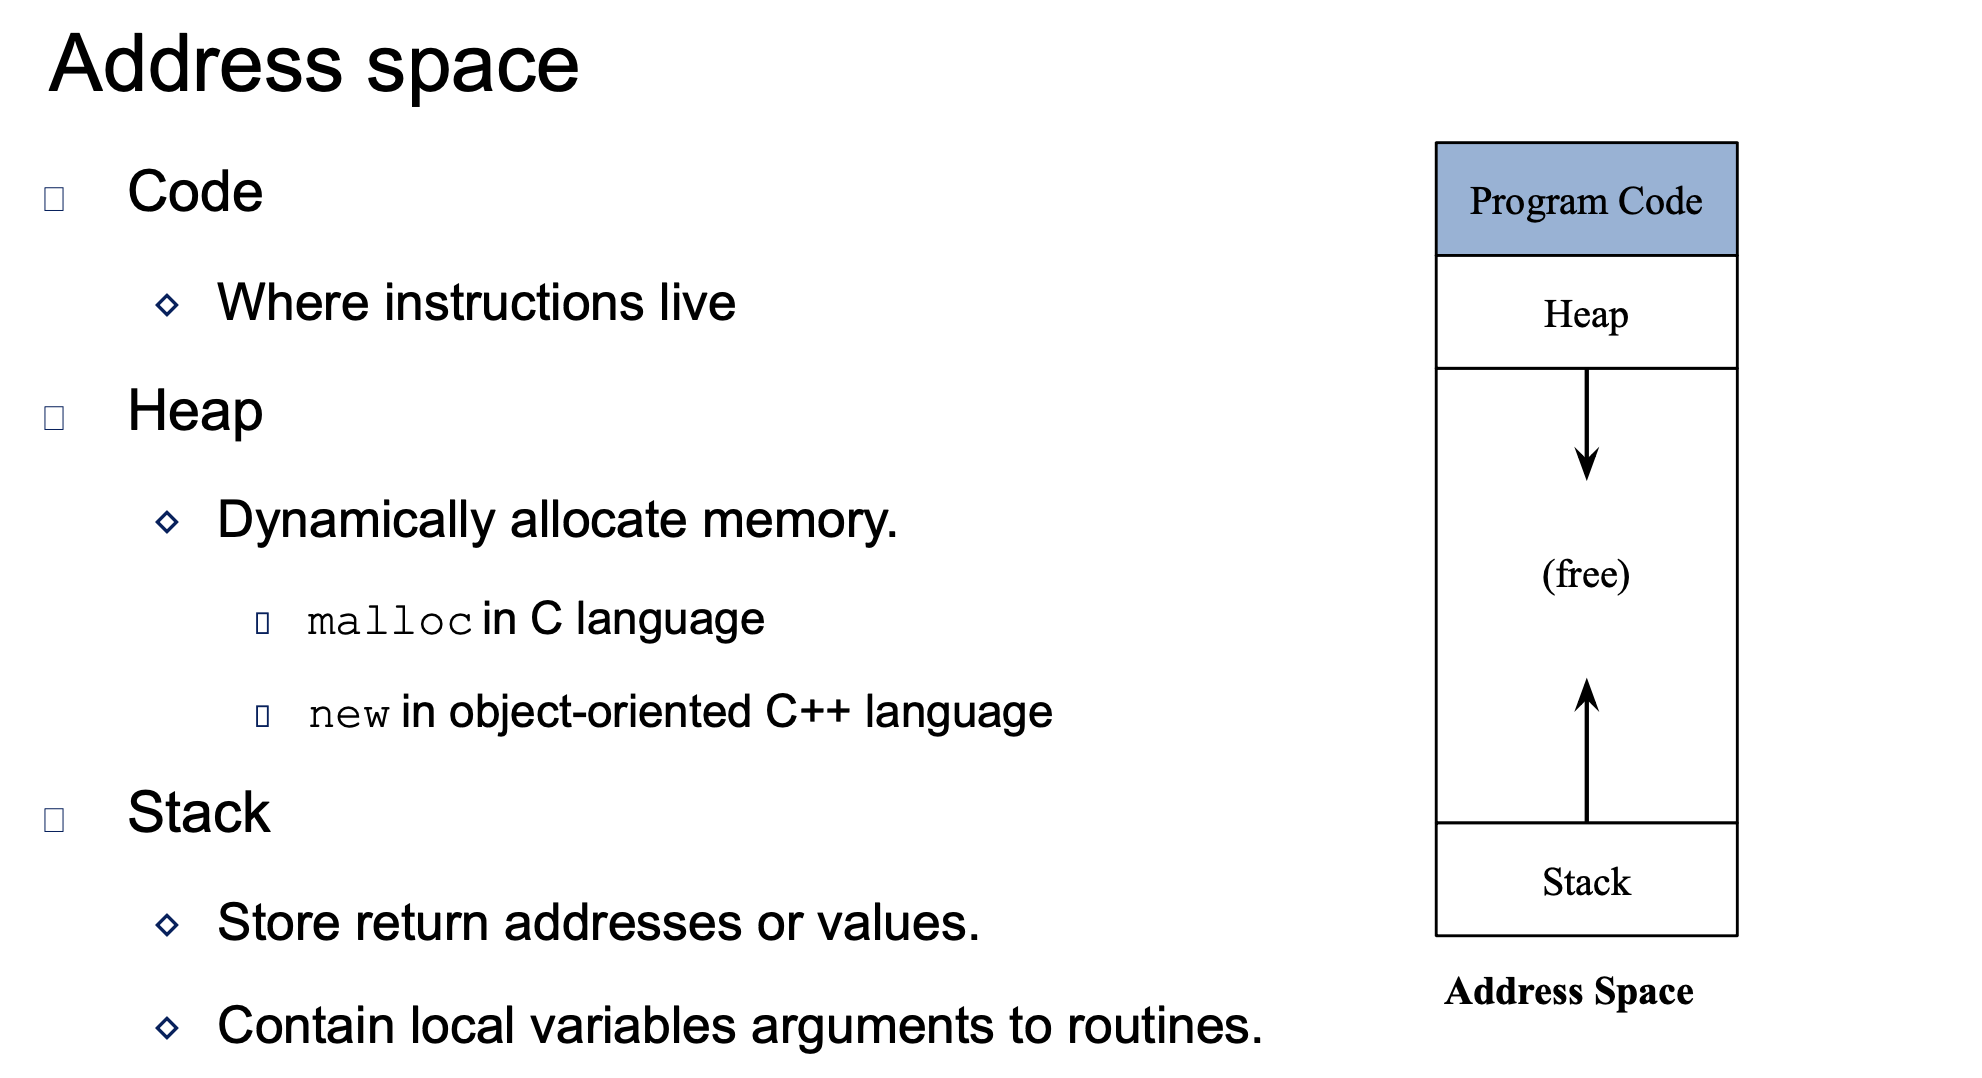 Address space
Code
Where instructions live
Heap
Dynamically allocate memory.
malloc in C language
new in object-oriented C++ language
Stack
Store return addresses or values.
Contain local variables arguments to routines.
Program Code
Heap
(free)
Stack
Address Space